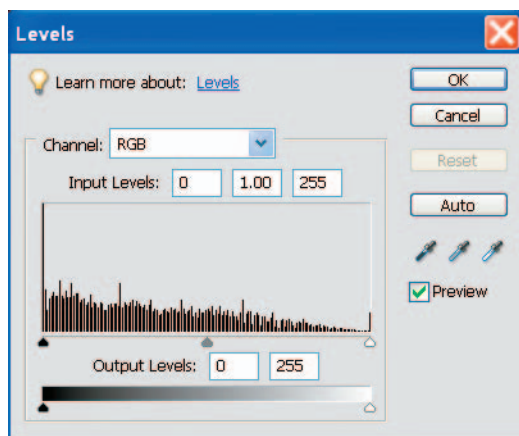 Levels
Learn more about: Levels
OK
Cancel
Reset
Auto
Preview
Channel: RGB
Input Levels: 0 1.00 255
Output Levels: 0 255